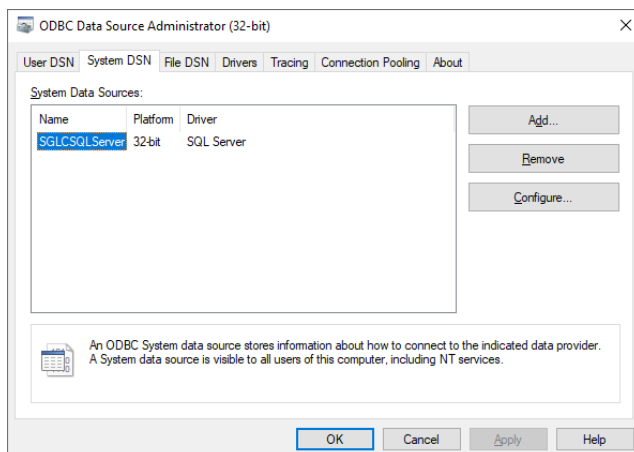 ODBC Data Source Administrator (32-bit)
User DSN System DSN File DSN Drivers Tracing Connection Pooling About
System Data Sources:
Name Platform Driver
SGLCSQLServer 32-bit SQL Server
Add...
Remove
Configure...
An ODBC System data source stores information about how to connect to the indicated data provider.
A System data source is visible to all users of this computer, including NT services.
OK Cancel Apply Help